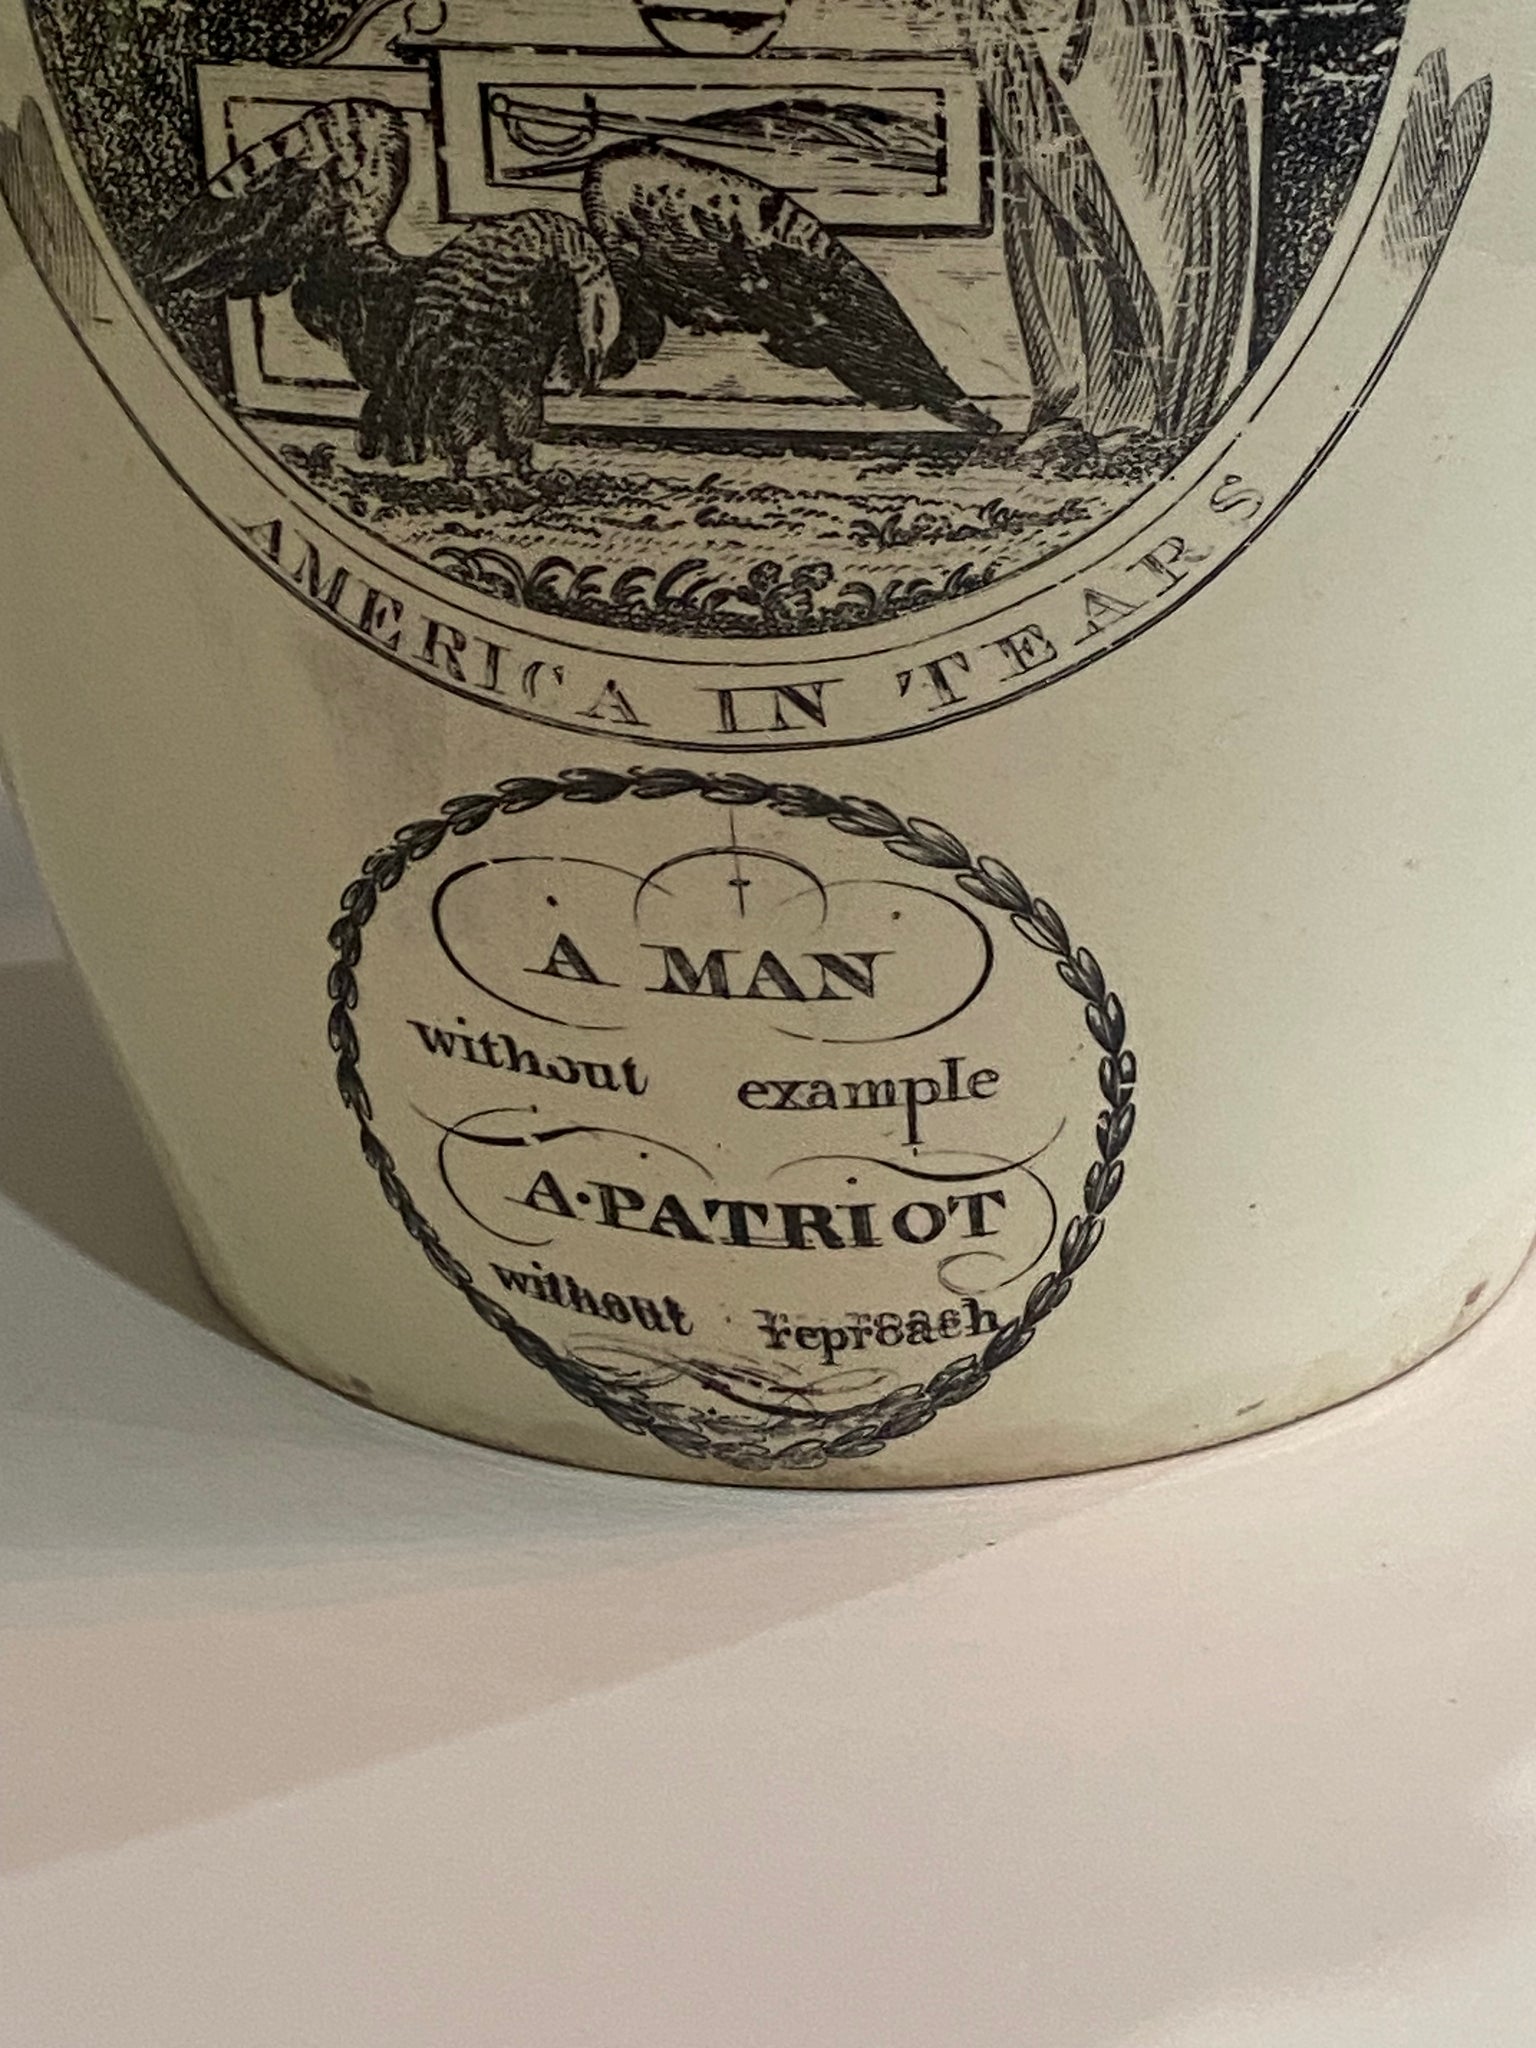 AMERICA IN TEARS
A MAN
without example
A·PATRIOT
without reproach